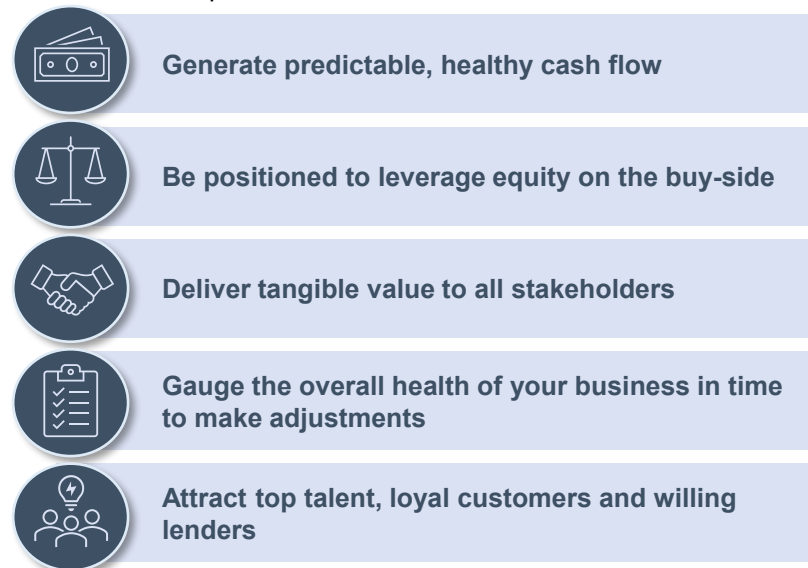 Generate predictable, healthy cash flow
Be positioned to leverage equity on the buy-side
Deliver tangible value to all stakeholders
Gauge the overall health of your business in time
to make adjustments
Attract top talent, loyal customers and willing
lenders